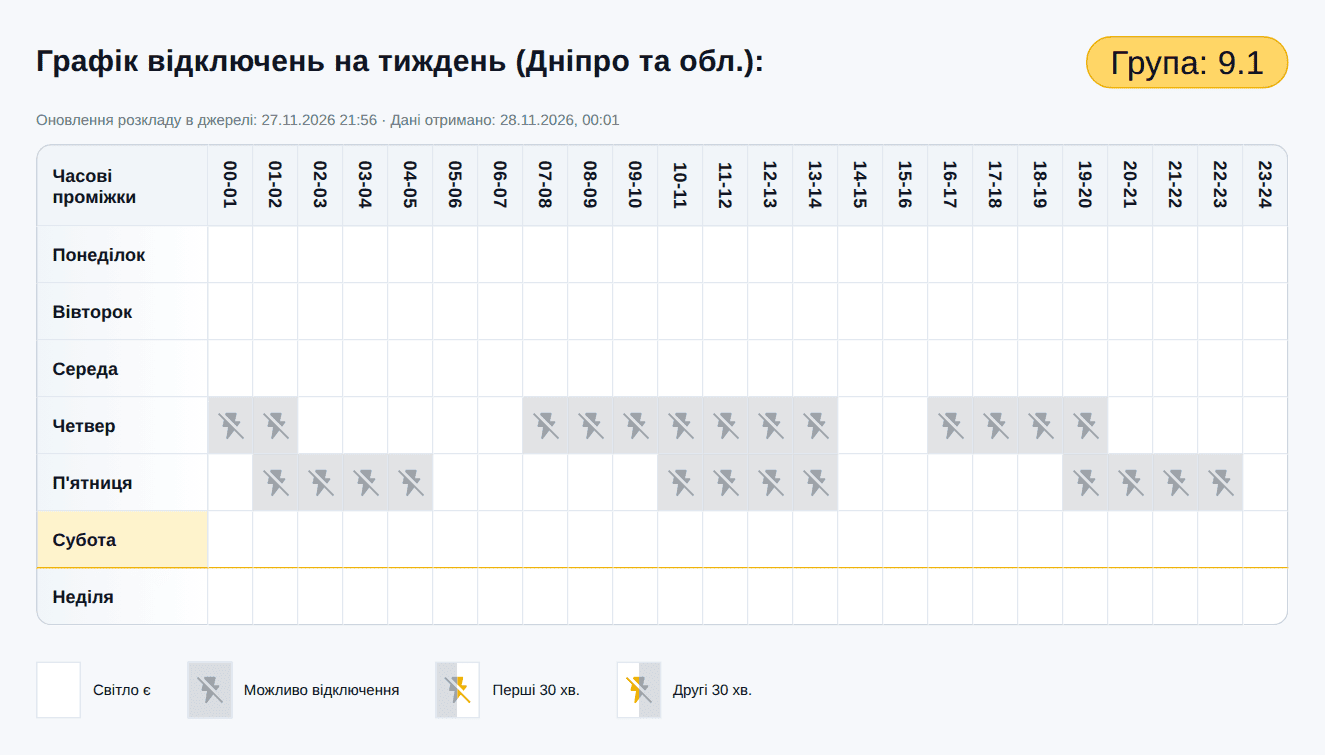 Графік відключень на тиждень (Дніпро та обл.):
Група: 9.1
Оновлення розкладу в джерелі: 27.11.2026 21:56 · Дані отримано: 28.11.2026, 00:01
Часові
проміжки
00-01
01-02
02-03
03-04
04-05
05-06
06-07
07-08
08-09
09-10
10-11
11-12
12-13
13-14
14-15
15-16
16-17
17-18
18-19
19-20
20-21
21-22
22-23
23-24
Понеділок
Вівторок
Середа
Четвер
П'ятниця
Субота
Неділя
Світло є
Можливо відключення
Перші 30 хв.
Другі 30 хв.